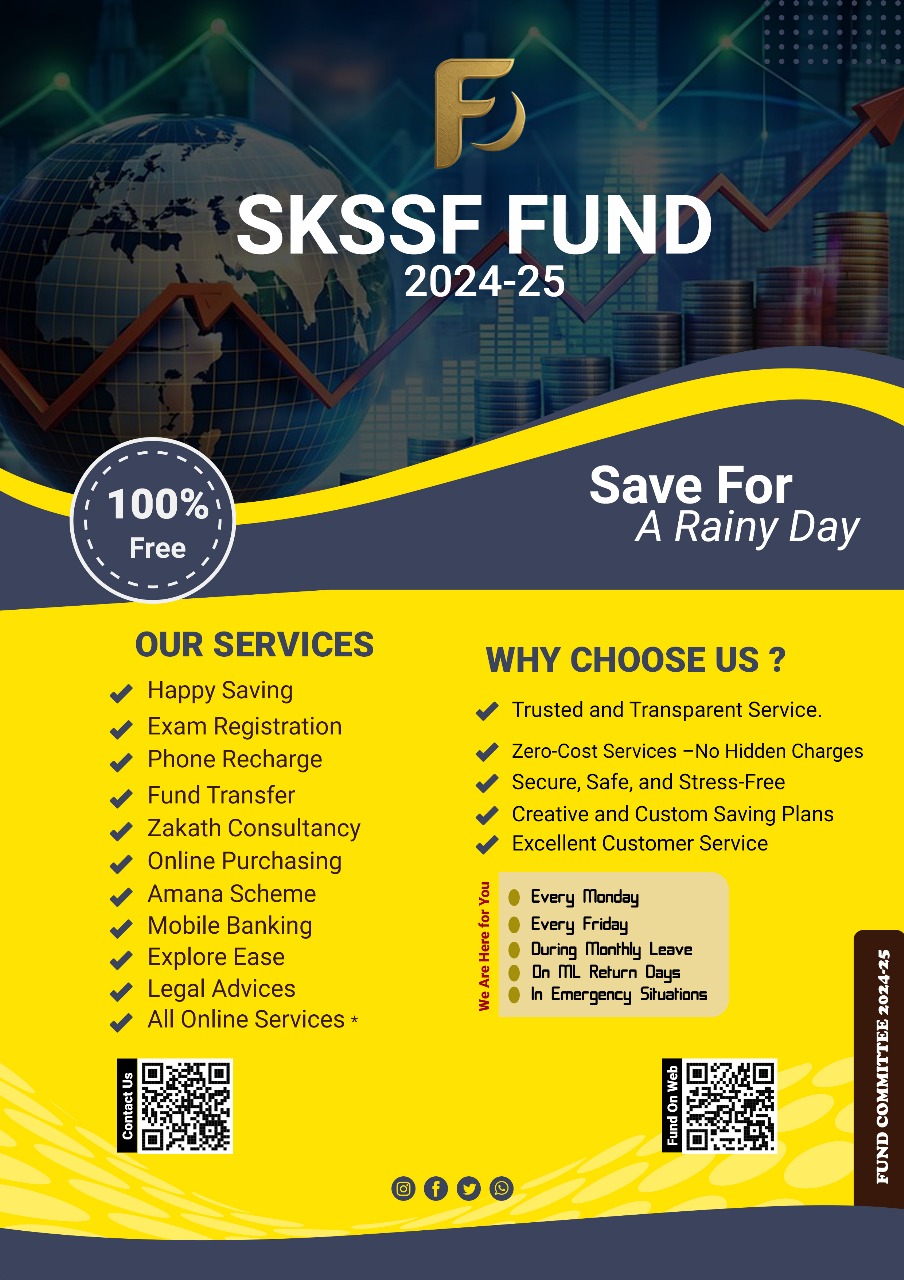 SKSSF FUND
2024-25
Save For
A Rainy Day
100%
Free
OUR SERVICES
Happy Saving
Exam Registration
Phone Recharge
Fund Transfer
Zakath Consultancy
Online Purchasing
Amana Scheme
Mobile Banking
Explore Ease
Legal Advices
All Online Services *
WHY CHOOSE US ?
Trusted and Transparent Service.
Zero-Cost Services –No Hidden Charges
Secure, Safe, and Stress-Free
Creative and Custom Saving Plans
Excellent Customer Service
We Are Here for You
Every Monday
Every Friday
During Monthly Leave
On ML Return Days
In Emergency Situations
Contact Us
Fund On Web
FUND COMMITTEE 2024-25